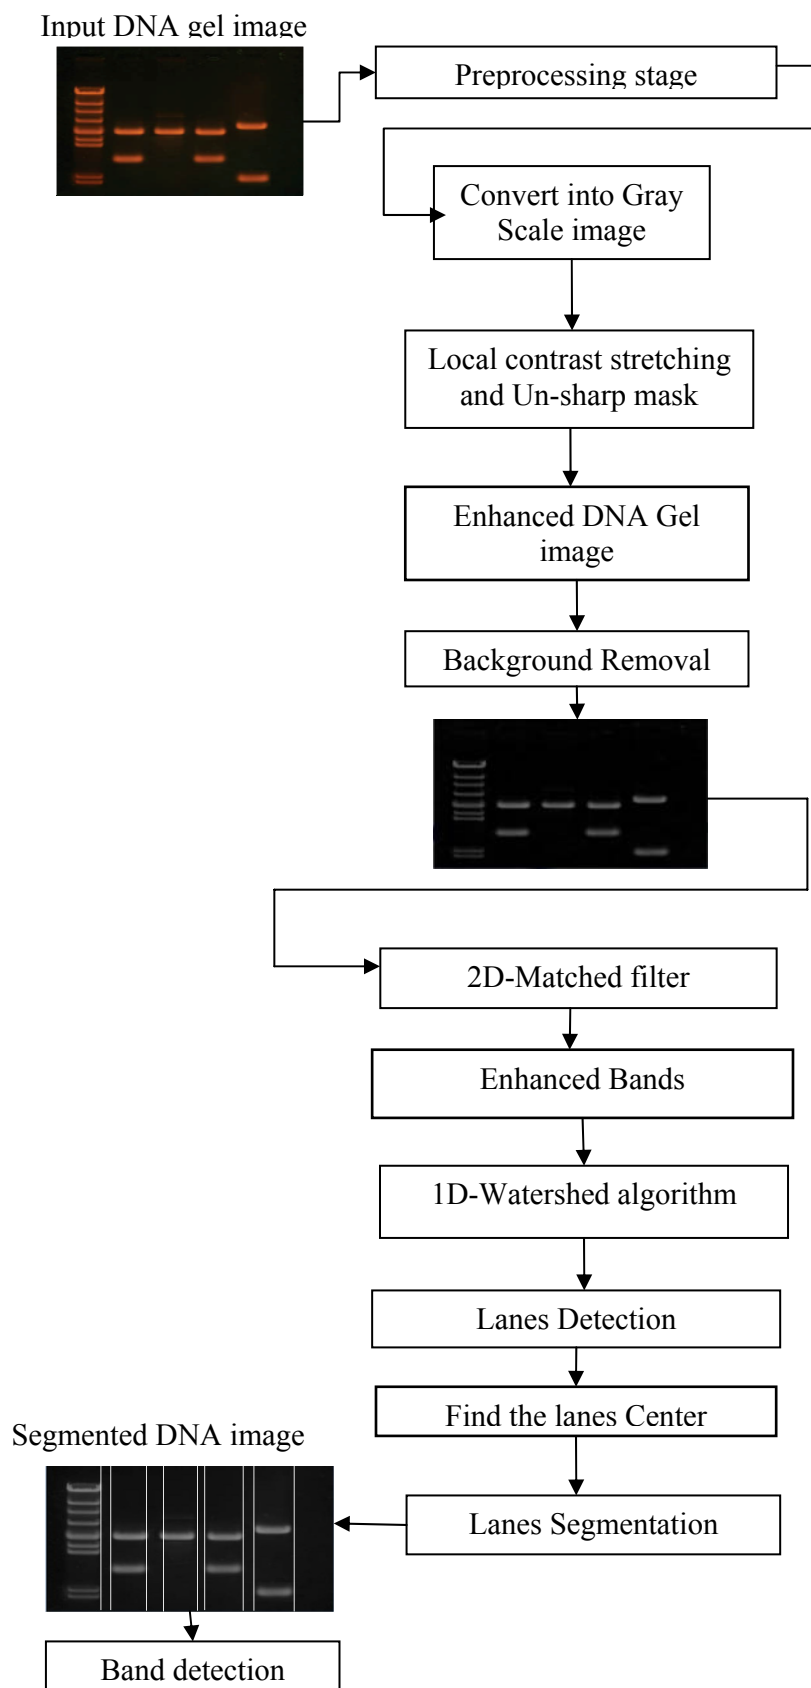 Input DNA gel image
Preprocessing stage
Convert into Gray
Scale image
Local contrast stretching
and Un-sharp mask
Enhanced DNA Gel
image
Background Removal
2D-Matched filter
Enhanced Bands
1D-Watershed algorithm
Lanes Detection
Find the lanes Center
Segmented DNA image
Lanes Segmentation
Band detection